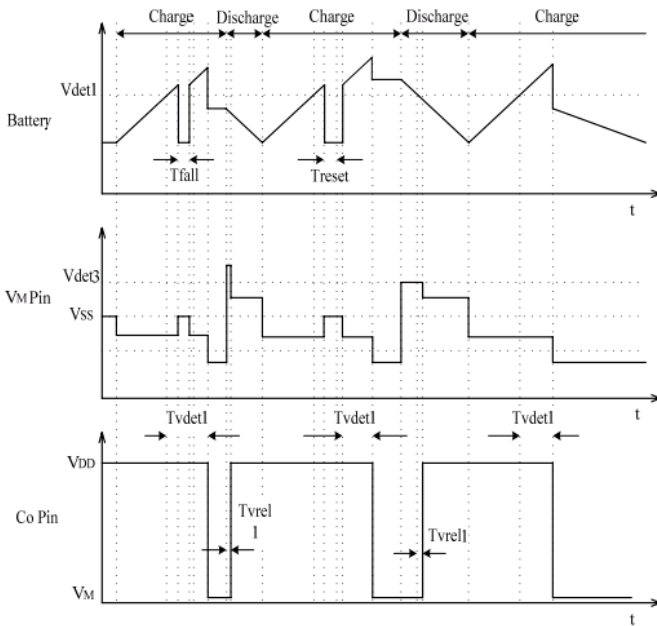 Charge Discharge Charge Discharge Charge
Vdet1
Battery
Tfall
Treset
t
Vdet3
VM Pin
VSS
t
Tvdet1 Tvdet1 Tvdet1
VDD
Co Pin
Tvrel
1
Tvrel1
VM
t